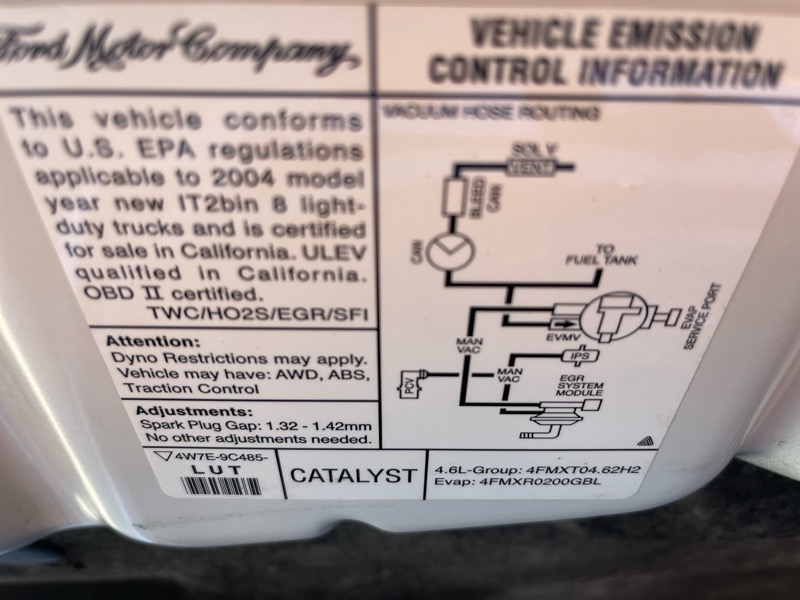 Ford Motor Company,
VEHICLE EMISSION
CONTROL INFORMATION
This vehicle conforms
to U.S. EPA regulations
applicable to 2004 model
year new IT2bin 8 light-
duty trucks and is certified
for sale in California. ULEV
qualified in California.
OBD II certified.
TWC/HO2S/EGR/SFI
Attention:
Dyno Restrictions may apply.
Vehicle may have: AWD, ABS,
Traction Control
Adjustments:
Spark Plug Gap: 1.32 - 1.42mm
No other adjustments needed.
VACUUM HOSE ROUTING
SOL V
VENT
BLEED
CAN
CAN
TO
FUEL TANK
EVAP
SERVICE PORT
EVMV
MAN
VAC
IPS
MAN
VAC
PCV
EGR
SYSTEM
MODULE
4W7E-9C485-
LUT
CATALYST
4.6L-Group: 4FMXT04.62H2
Evap: 4FMXR0200GBL